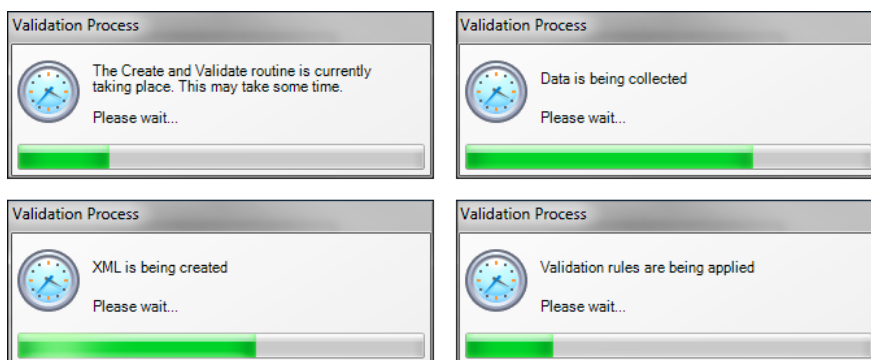 Validation Process
The Create and Validate routine is currently
taking place. This may take some time.
Please wait...
Validation Process
Data is being collected
Please wait...
Validation Process
XML is being created
Please wait...
Validation Process
Validation rules are being applied
Please wait...